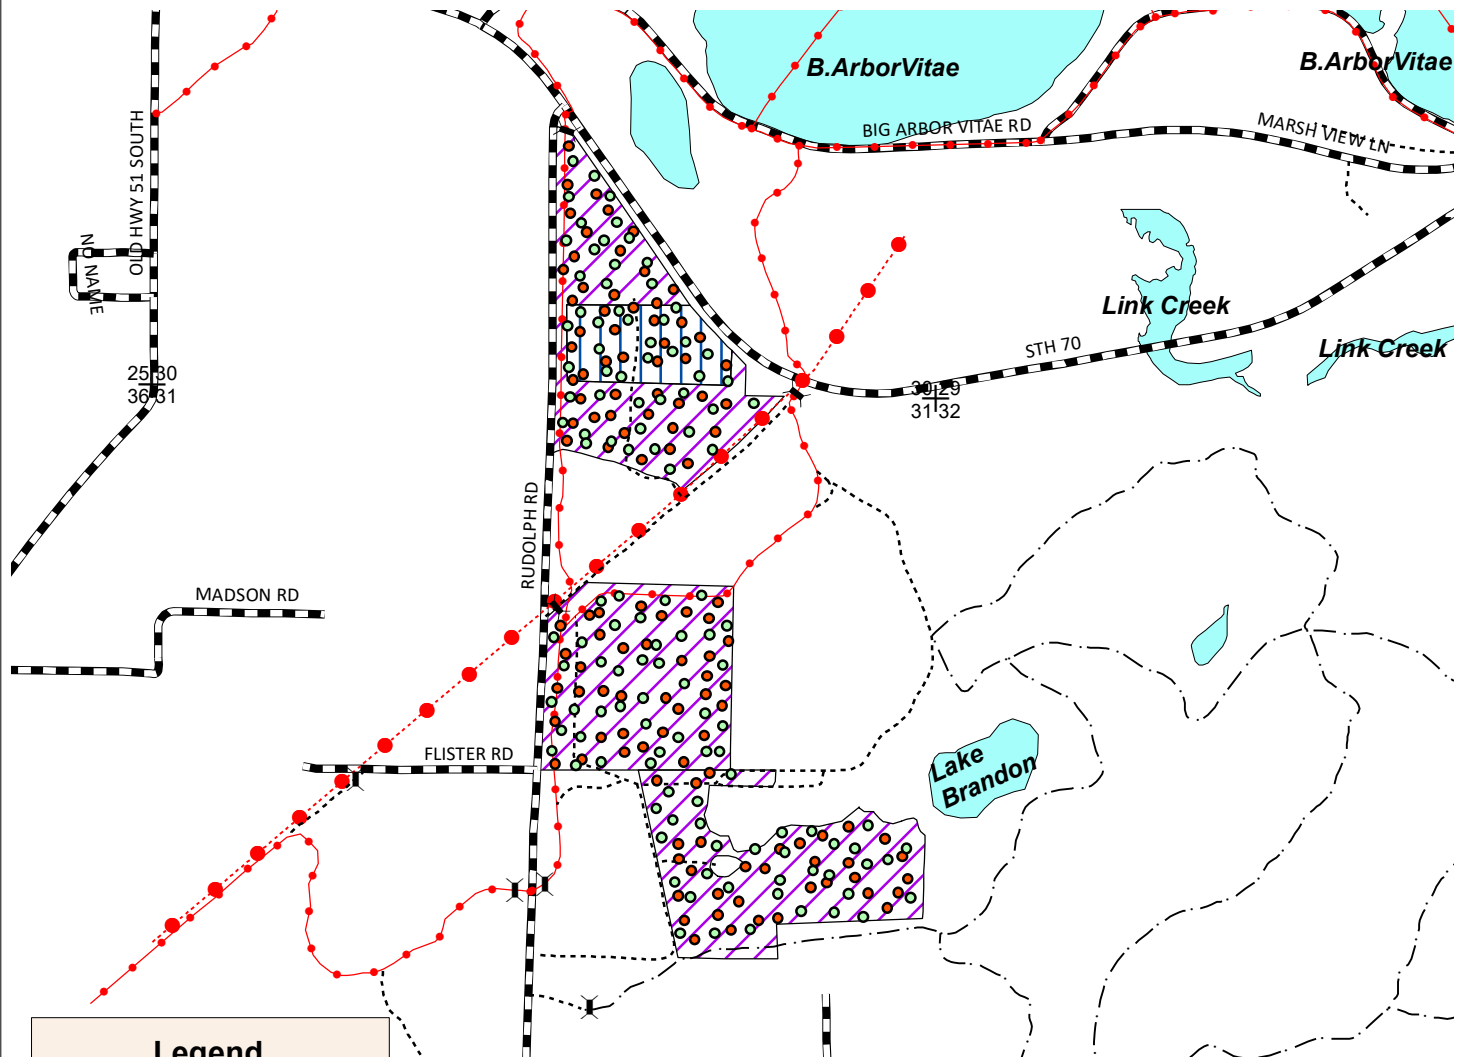 B.ArborVitae
B.ArborVitae
BIG ARBOR VITAE RD
MARSH VIEW LN
OLD HWY 51 SOUTH
NO NAME
Link Creek
STH 70
Link Creek
25 30
36 31
30 29
31 32
RUDOLPH RD
MADSON RD
FLISTER RD
Lake
Brandon
Legend